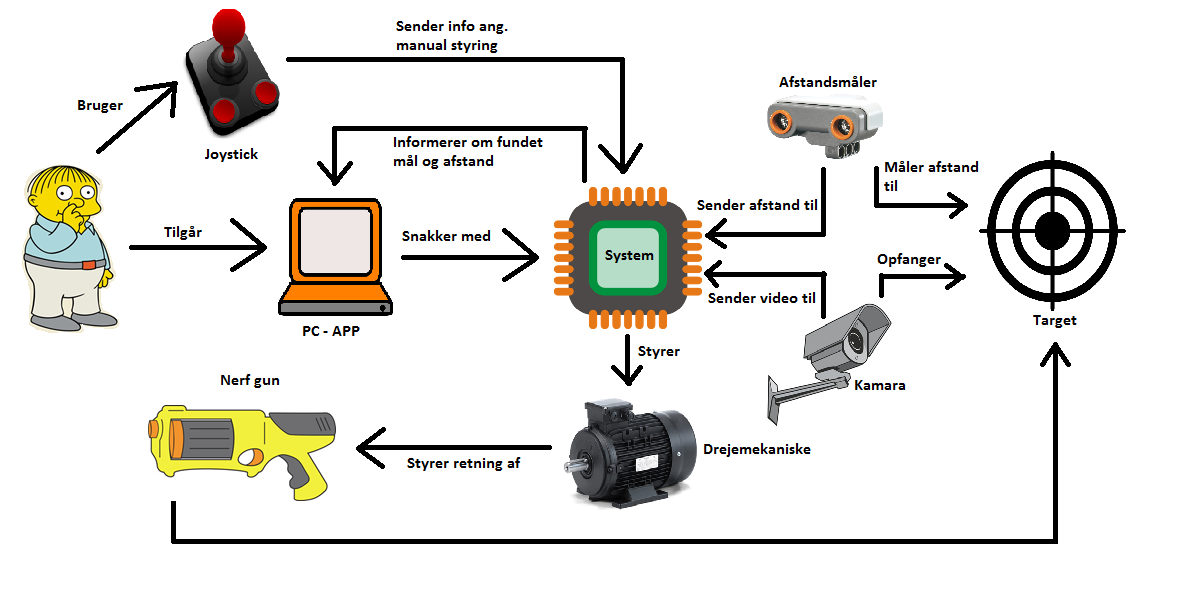 Sender info ang.
manual styring
Afstandsmåler
Bruger
Joystick
Informerer om fundet
mål og afstand
Måler afstand
til
Sender afstand til
Tilgår
Snakker med
System
Opfanger
Sender video til
Target
PC - APP
Styrer
Kamara
Nerf gun
Drejemekaniske
Styrer retning af